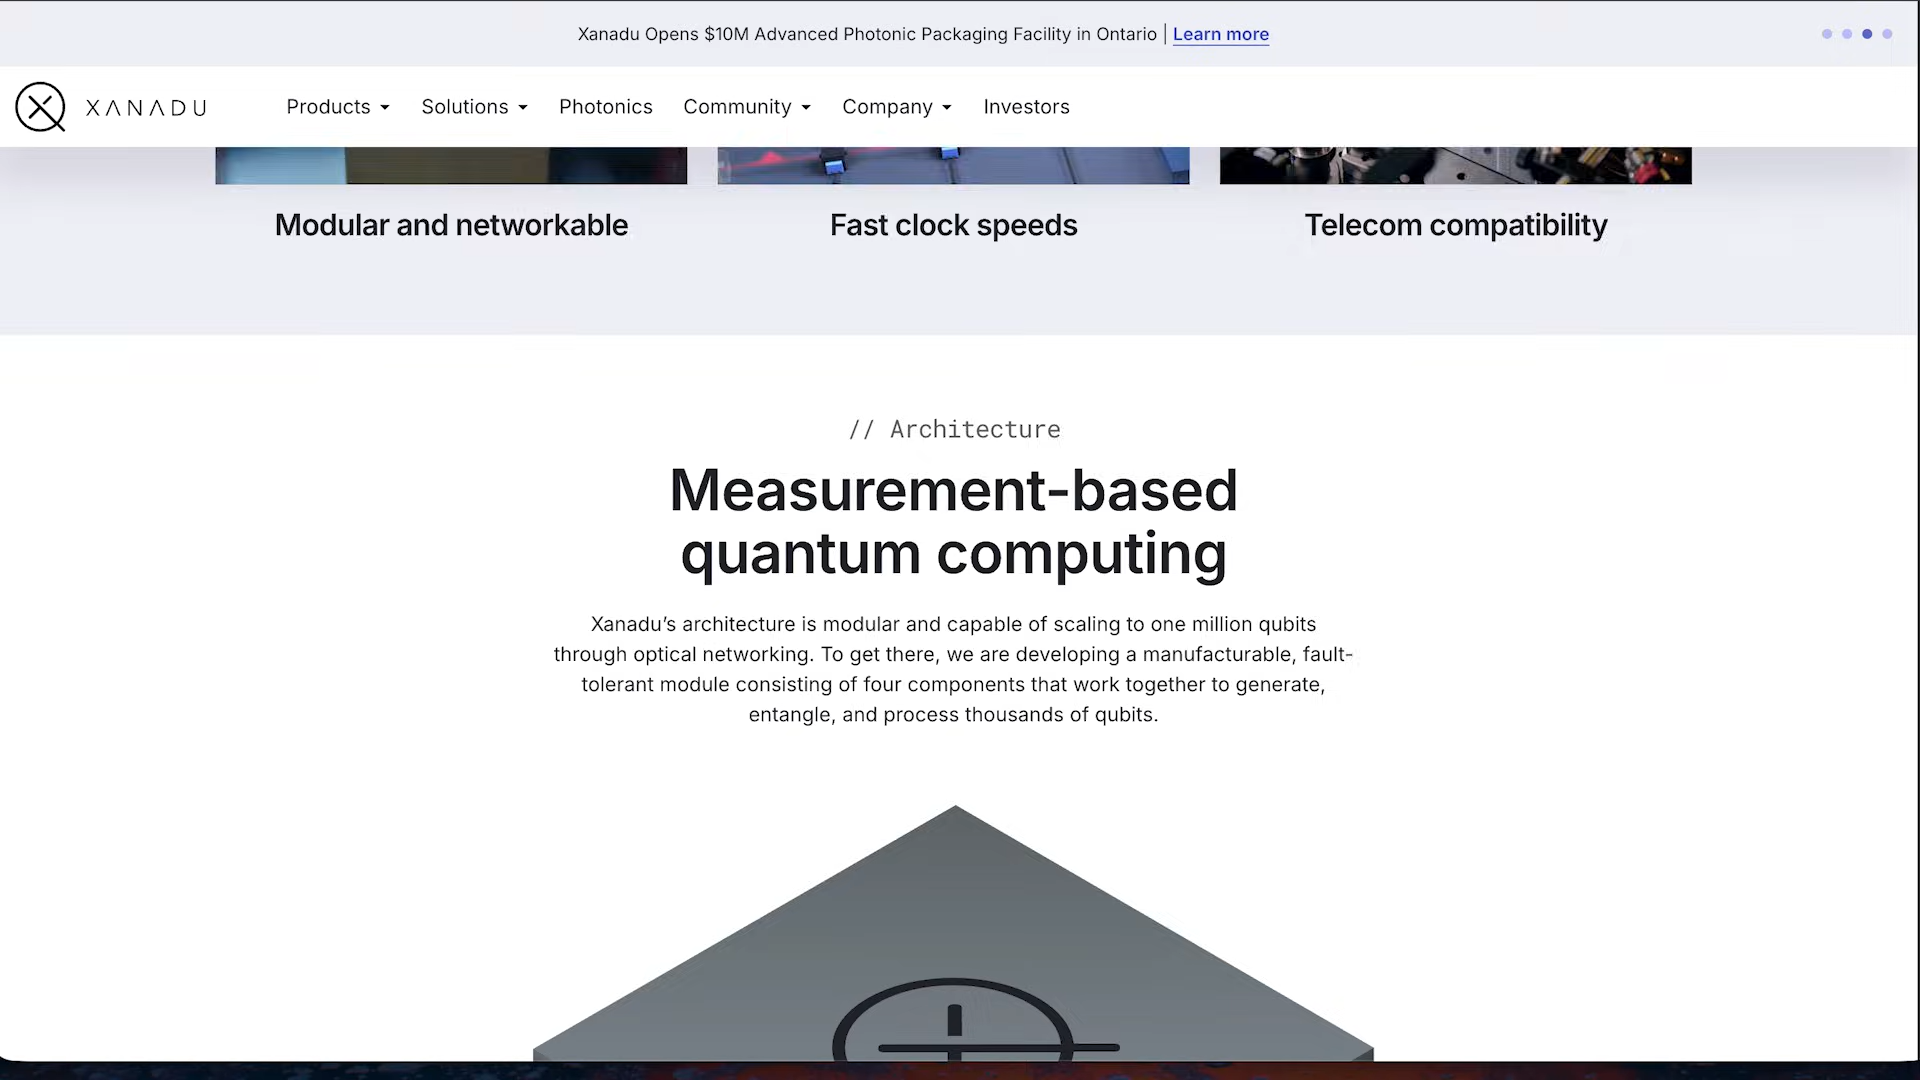 Xanadu Opens $10M Advanced Photonic Packaging Facility in Ontario | Learn more
XANADU Products Solutions Photonics Community Company Investors
Modular and networkable
Fast clock speeds
Telecom compatibility
// Architecture
Measurement-based
quantum computing
Xanadu’s architecture is modular and capable of scaling to one million qubits
through optical networking. To get there, we are developing a manufacturable, fault-
tolerant module consisting of four components that work together to generate,
entangle, and process thousands of qubits.